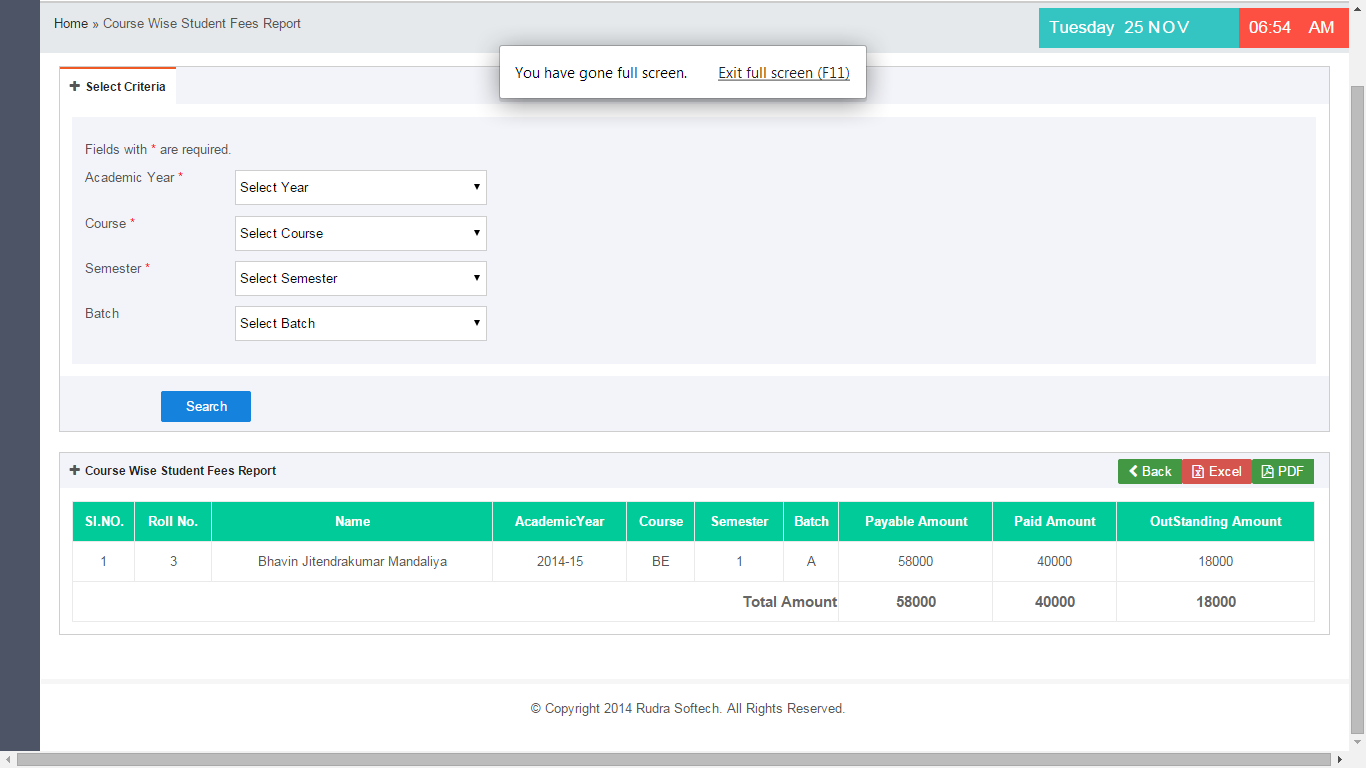 Home » Course Wise Student Fees Report
Tuesday 25 NOV
06:54 AM
You have gone full screen. Exit full screen (F11)
Select Criteria
Fields with * are required.
Academic Year * Select Year
Course * Select Course
Semester * Select Semester
Batch Select Batch
Search
Course Wise Student Fees Report
Back Excel PDF
SI.NO. Roll No. Name AcademicYear Course Semester Batch Payable Amount Paid Amount OutStanding Amount
1 3 Bhavin Jitendrakumar Mandaliya 2014-15 BE 1 A 58000 40000 18000
Total Amount 58000 40000 18000
© Copyright 2014 Rudra Softech. All Rights Reserved.